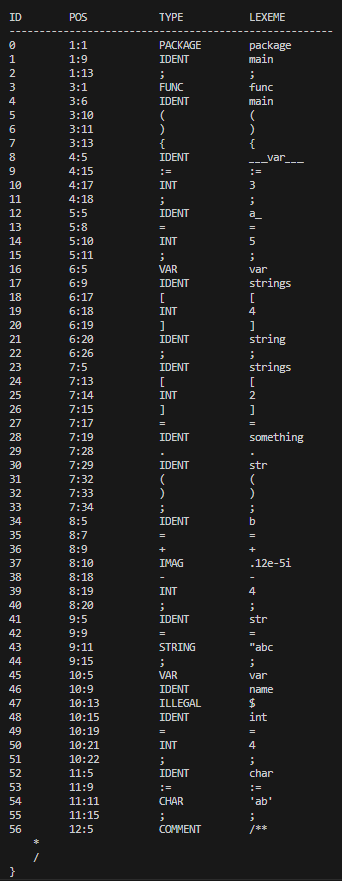 ID POS TYPE LEXEME
------------------------------------------------------
0 1:1 PACKAGE package
1 1:9 IDENT main
2 1:13 ; ;
3 3:1 FUNC func
4 3:6 IDENT main
5 3:10 ( (
6 3:11 ) )
7 3:13 { {
8 4:5 IDENT ___var___
9 4:15 := :=
10 4:17 INT 3
11 4:18 ; ;
12 5:5 IDENT a_
13 5:8 = =
14 5:10 INT 5
15 5:11 ; ;
16 6:5 VAR var
17 6:9 IDENT strings
18 6:17 [ [
19 6:18 INT 4
20 6:19 ] ]
21 6:20 IDENT string
22 6:26 ; ;
23 7:5 IDENT strings
24 7:13 [ [
25 7:14 INT 2
26 7:15 ] ]
27 7:17 = =
28 7:19 IDENT something
29 7:28 . .
30 7:29 IDENT str
31 7:32 ( (
32 7:33 ) )
33 7:34 ; ;
34 8:5 IDENT b
35 8:7 = =
36 8:9 + +
37 8:10 IMAG .12e-5i
38 8:18 - -
39 8:19 INT 4
40 8:20 ; ;
41 9:5 IDENT str
42 9:9 = =
43 9:11 STRING "abc
44 9:15 ; ;
45 10:5 VAR var
46 10:9 IDENT name
47 10:13 ILLEGAL $
48 10:15 IDENT int
49 10:19 = =
50 10:21 INT 4
51 10:22 ; ;
52 11:5 IDENT char
53 11:9 := :=
54 11:11 CHAR 'ab'
55 11:15 ; ;
56 12:5 COMMENT /**
*
/
}